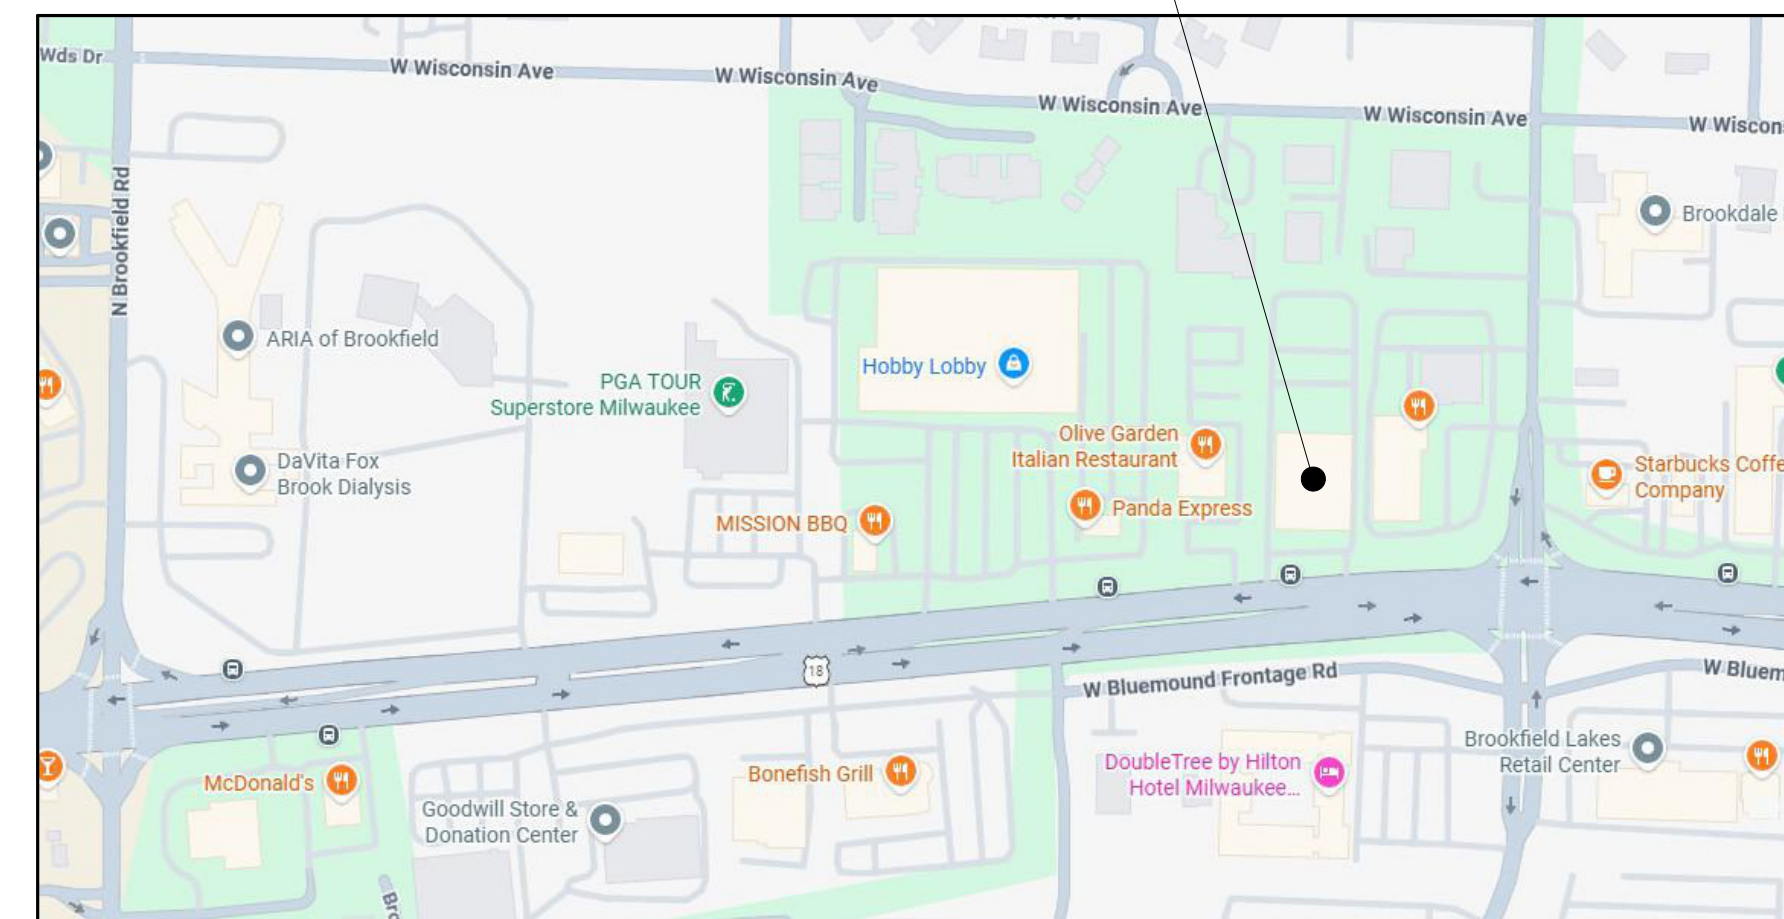 Wds Dr
W Wisconsin Ave
W Wisconsin Ave
W Wisconsin Ave
W Wisconsin Ave
W Wiscons
N Brookfield Rd
Brookdale
ARIA of Brookfield
PGA TOUR
Superstore Milwaukee
Hobby Lobby
Olive Garden
Italian Restaurant
DaVita Fox
Brook Dialysis
Starbucks Coffe
Company
MISSION BBQ
Panda Express
18
W Bluemound Frontage Rd
W Bluem
McDonald's
Bonefish Grill
DoubleTree by Hilton
Hotel Milwaukee...
Brookfield Lakes
Retail Center
Goodwill Store &
Donation Center
Bro